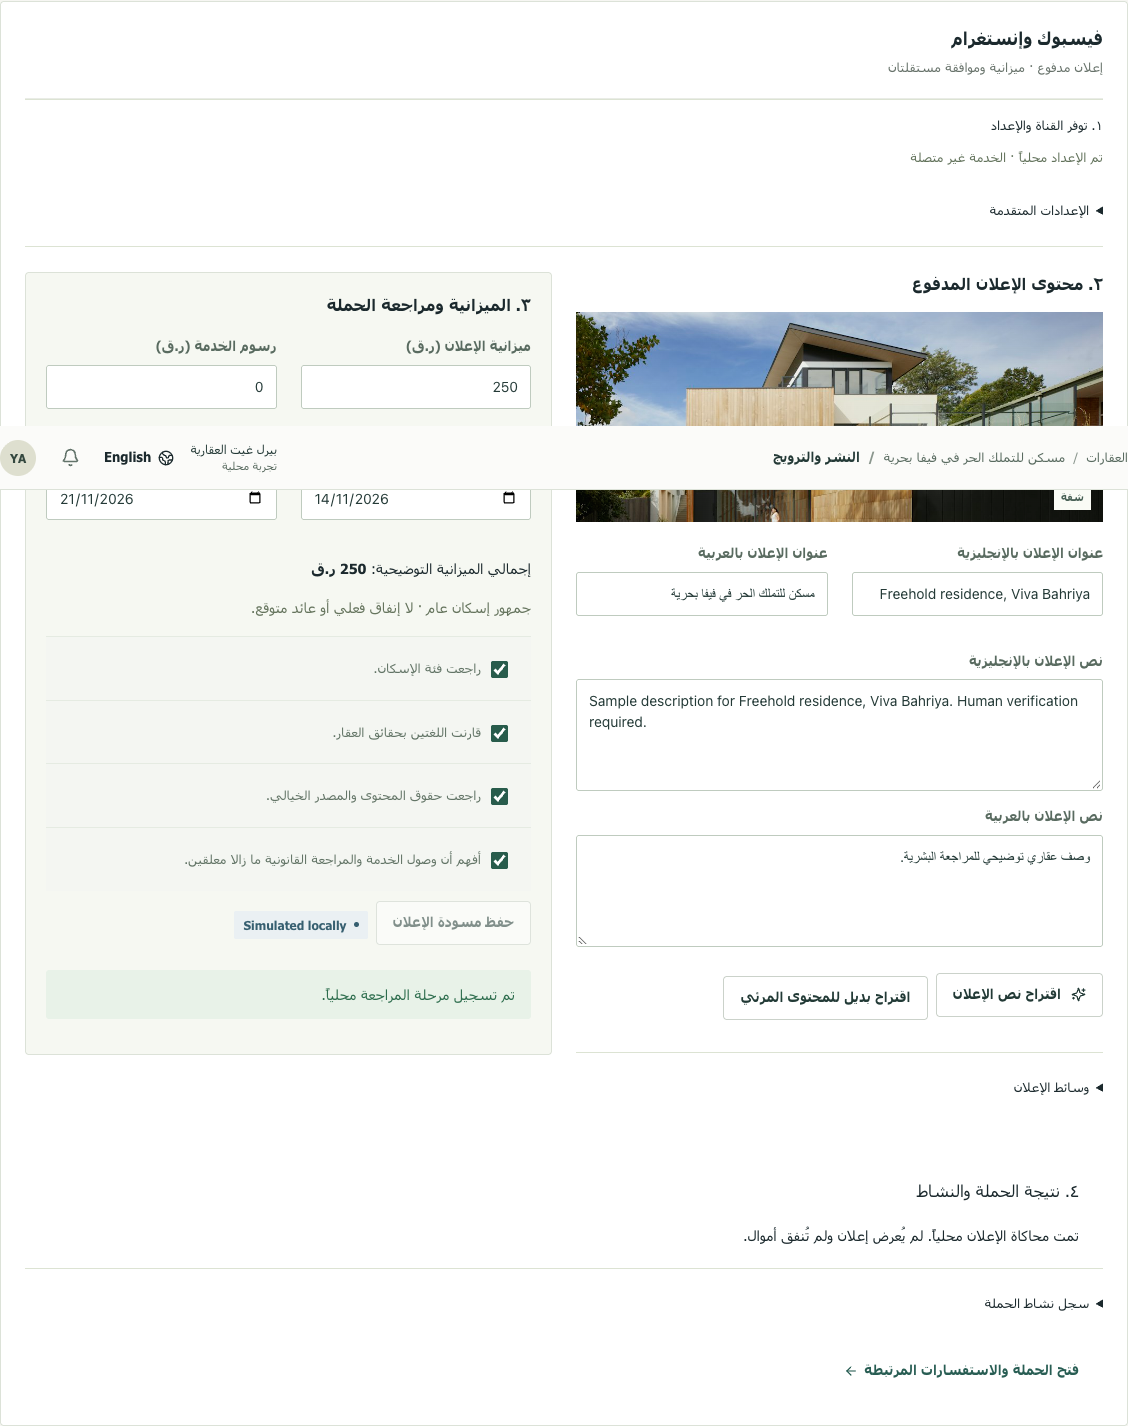 فيسبوك وإنستغرام
إعلان مدفوع · ميزانية وموافقة مستقلتان
١. توفر القناة والإعداد
تم الإعداد محلياً · الخدمة غير متصلة
الإعدادات المتقدمة
٢. محتوى الإعلان المدفوع
٣. الميزانية ومراجعة الحملة
ميزانية الإعلان (ر.ق)
رسوم الخدمة (ر.ق)
250
0
العقارات / مسكن للتملك الحر في فيفا بحرية / النشر والترويج
بيرل غيت العقارية
تجربة محلية
English
YA
شقة
14/11/2026
21/11/2026
عنوان الإعلان بالإنجليزية
عنوان الإعلان بالعربية
Freehold residence, Viva Bahriya
مسكن للتملك الحر في فيفا بحرية
نص الإعلان بالإنجليزية
Sample description for Freehold residence, Viva Bahriya. Human verification
required.
نص الإعلان بالعربية
وصف عقاري توضيحي للمراجعة البشرية.
اقتراح نص الإعلان
اقتراح بديل للمحتوى المرئي
وسائط الإعلان
إجمالي الميزانية التوضيحية: 250 ر.ق
جمهور إسكان عام · لا إنفاق فعلي أو عائد متوقع.
راجعت فئة الإسكان.
قارنت اللغتين بحقائق العقار.
راجعت حقوق المحتوى والمصدر الخيالي.
أفهم أن وصول الخدمة والمراجعة القانونية ما زالا معلقين.
حفظ مسودة الإعلان
Simulated locally
تم تسجيل مرحلة المراجعة محلياً.
٤. نتيجة الحملة والنشاط
تمت محاكاة الإعلان محلياً. لم يُعرض إعلان ولم تُنفق أموال.
سجل نشاط الحملة
فتح الحملة والاستفسارات المرتبطة ←